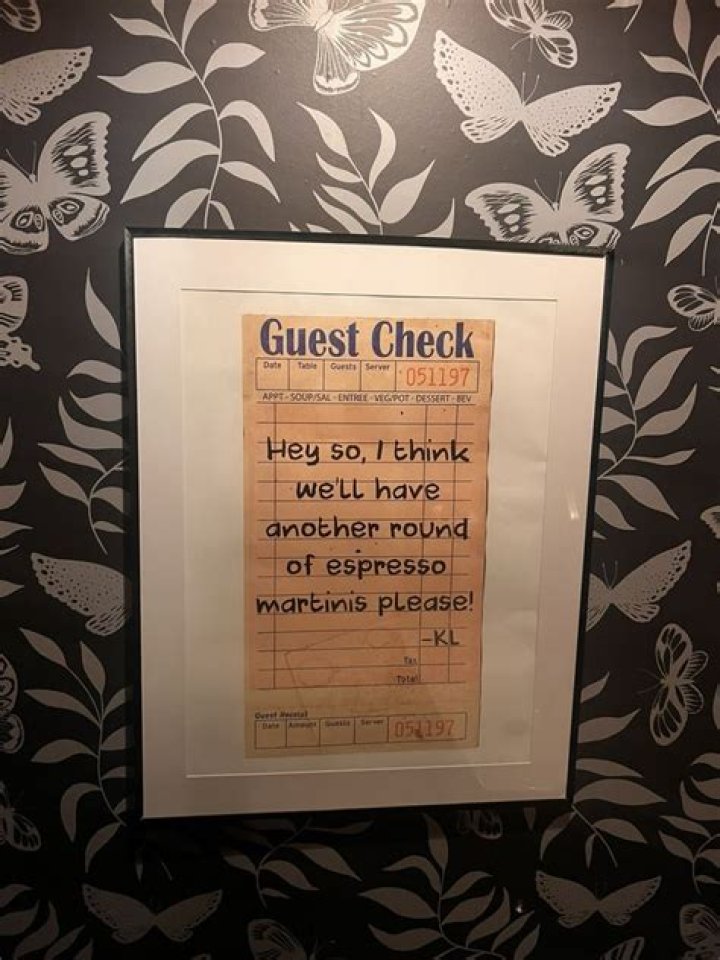 Guest Check
Date Table Guests Server 051197
APPT - SOUP/SAL - ENTREE - VEG/POT - DESSERT - BEV
Hey so, I think
we'll have
another round
of espresso
martinis please!
-KL
Tax
Total
Guest Receipt
Date Amount Guests Server 051197